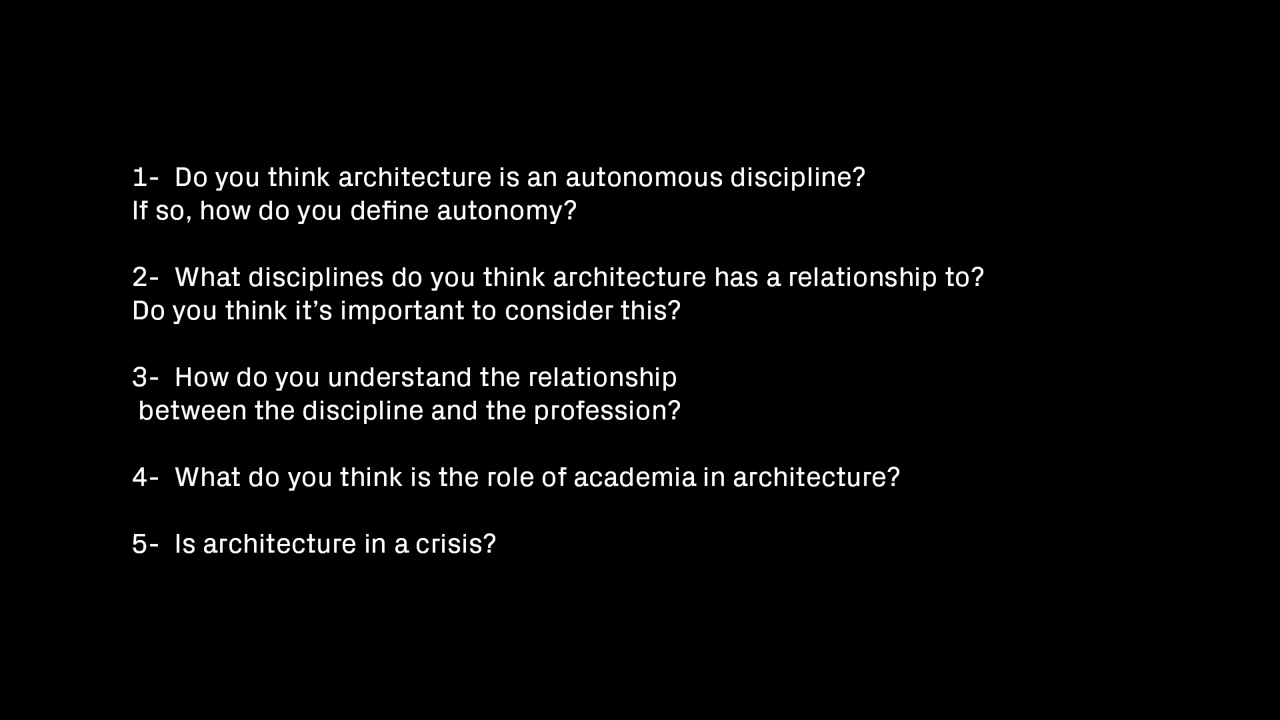 1- Do you think architecture is an autonomous discipline?
If so, how do you define autonomy?
2- What disciplines do you think architecture has a relationship to?
Do you think it’s important to consider this?
3- How do you understand the relationship
between the discipline and the profession?
4- What do you think is the role of academia in architecture?
5- Is architecture in a crisis?